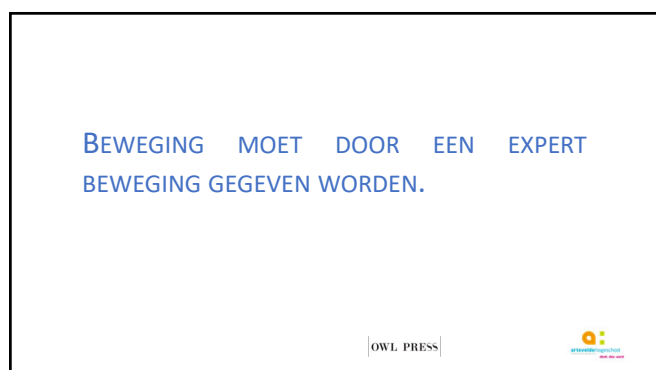 BEWEGING MOET DOOR EEN EXPERT
BEWEGING GEGEVEN WORDEN.
OWL PRESS
a:
arteveldehogeschool